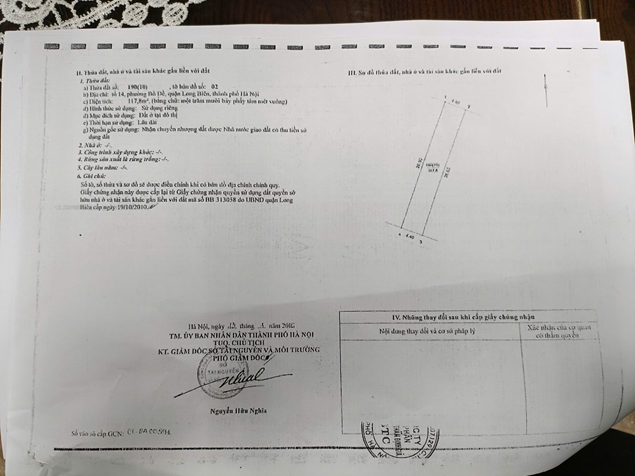 II. Thửa đất, nhà ở và tài sản khác gắn liền với đất
1. Thửa đất:
a) Thửa đất số: 190(10) , tờ bản đồ số: 02
b) Địa chỉ: tổ 14, phường Bồ Đề, quận Long Biên, thành phố Hà Nội
c) Diện tích: 117,8m², (bằng chữ: một trăm mười bảy phẩy tám mét vuông)
d) Hình thức sử dụng: Sử dụng riêng
đ) Mục đích sử dụng: Đất ở tại đô thị
e) Thời hạn sử dụng: Lâu dài
g) Nguồn gốc sử dụng: Nhận chuyển nhượng đất được Nhà nước giao đất có thu tiền sử
dụng đất
2. Nhà ở: -/-
3. Công trình xây dựng khác: -/-
4. Rừng sản xuất là rừng trồng: -/-
5. Cây lâu năm: -/-
6. Ghi chú:
Số tờ, số thửa và sơ đồ sẽ được điều chỉnh khi có bản đồ địa chính chính quy.
Giấy chứng nhận này được cấp lại từ Giấy chứng nhận quyền sử dụng đất quyền sở
hữu nhà ở và tài sản khác gắn liền với đất mã số BB 313058 do UBND quận Long
Biên cấp ngày 19/10/2010.
Hà Nội, ngày tháng năm
TM. ỦY BAN NHÂN DÂN THÀNH PHỐ HÀ NỘI
TUQ. CHỦ TỊCH
KT. GIÁM ĐỐC SỞ TÀI NGUYÊN VÀ MÔI TRƯỜNG
PHÓ GIÁM ĐỐC
SỞ
TÀI NGUYÊN
Nguyễn Hữu Nghĩa
Số vào sổ cấp GCN:
III. Sơ đồ thửa đất, nhà ở và tài sản khác gắn liền với đất
190(10)
117,8
IV. Những thay đổi sau khi cấp giấy chứng nhận
Nội dung thay đổi và cơ sở pháp lý
Xác nhận của cơ quan
có thẩm quyền